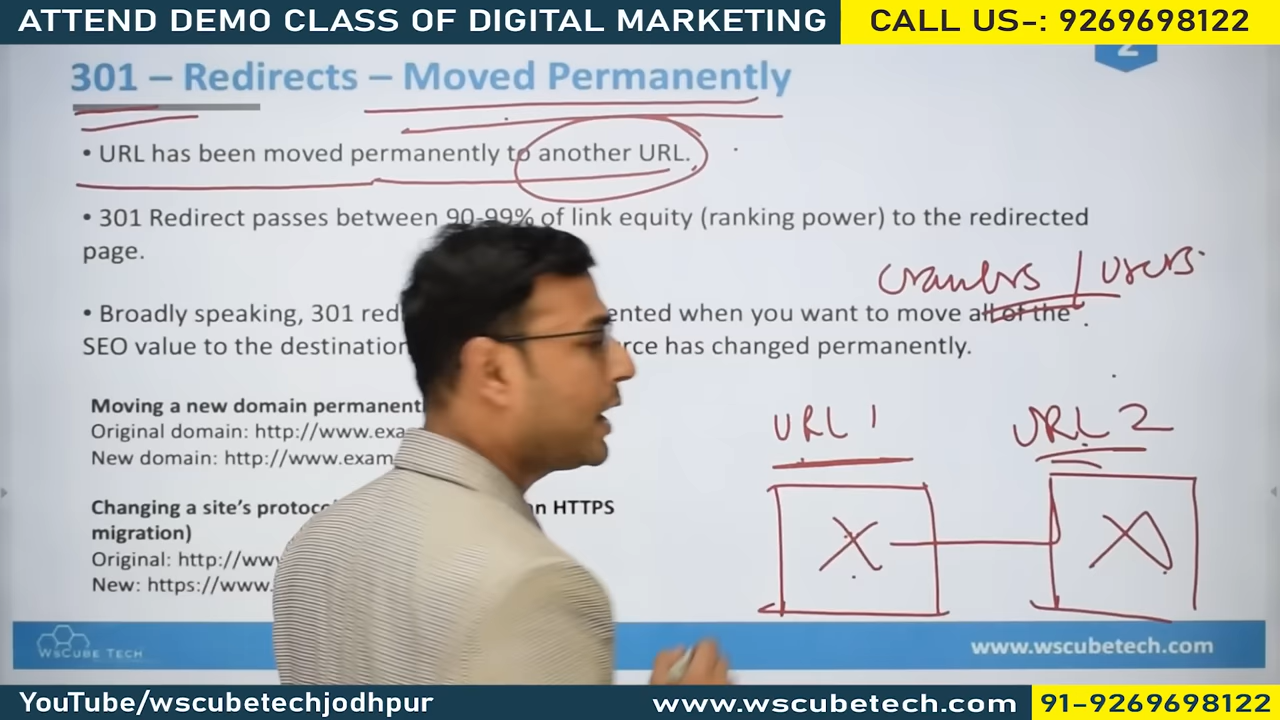 ATTEND DEMO CLASS OF DIGITAL MARKETING
CALL US-: 9269698122
2
301 – Redirects – Moved Permanently
• URL has been moved permanently to another URL.
• 301 Redirect passes between 90-99% of link equity (ranking power) to the redirected
page.
crawlers / users
• Broadly speaking, 301 red ented when you want to move all of the
SEO value to the destination rce has changed permanently.
Moving a new domain permanent
Original domain: http://www.exa
New domain: http://www.exam
URL 1
URL 2
Changing a site's protoco n HTTPS
migration)
Original: http://ww
New: https://www.
X
X
WsCube Tech
www.wscubetech.com
YouTube/wscubetechjodhpur
www.wscubetech.com
91-9269698122